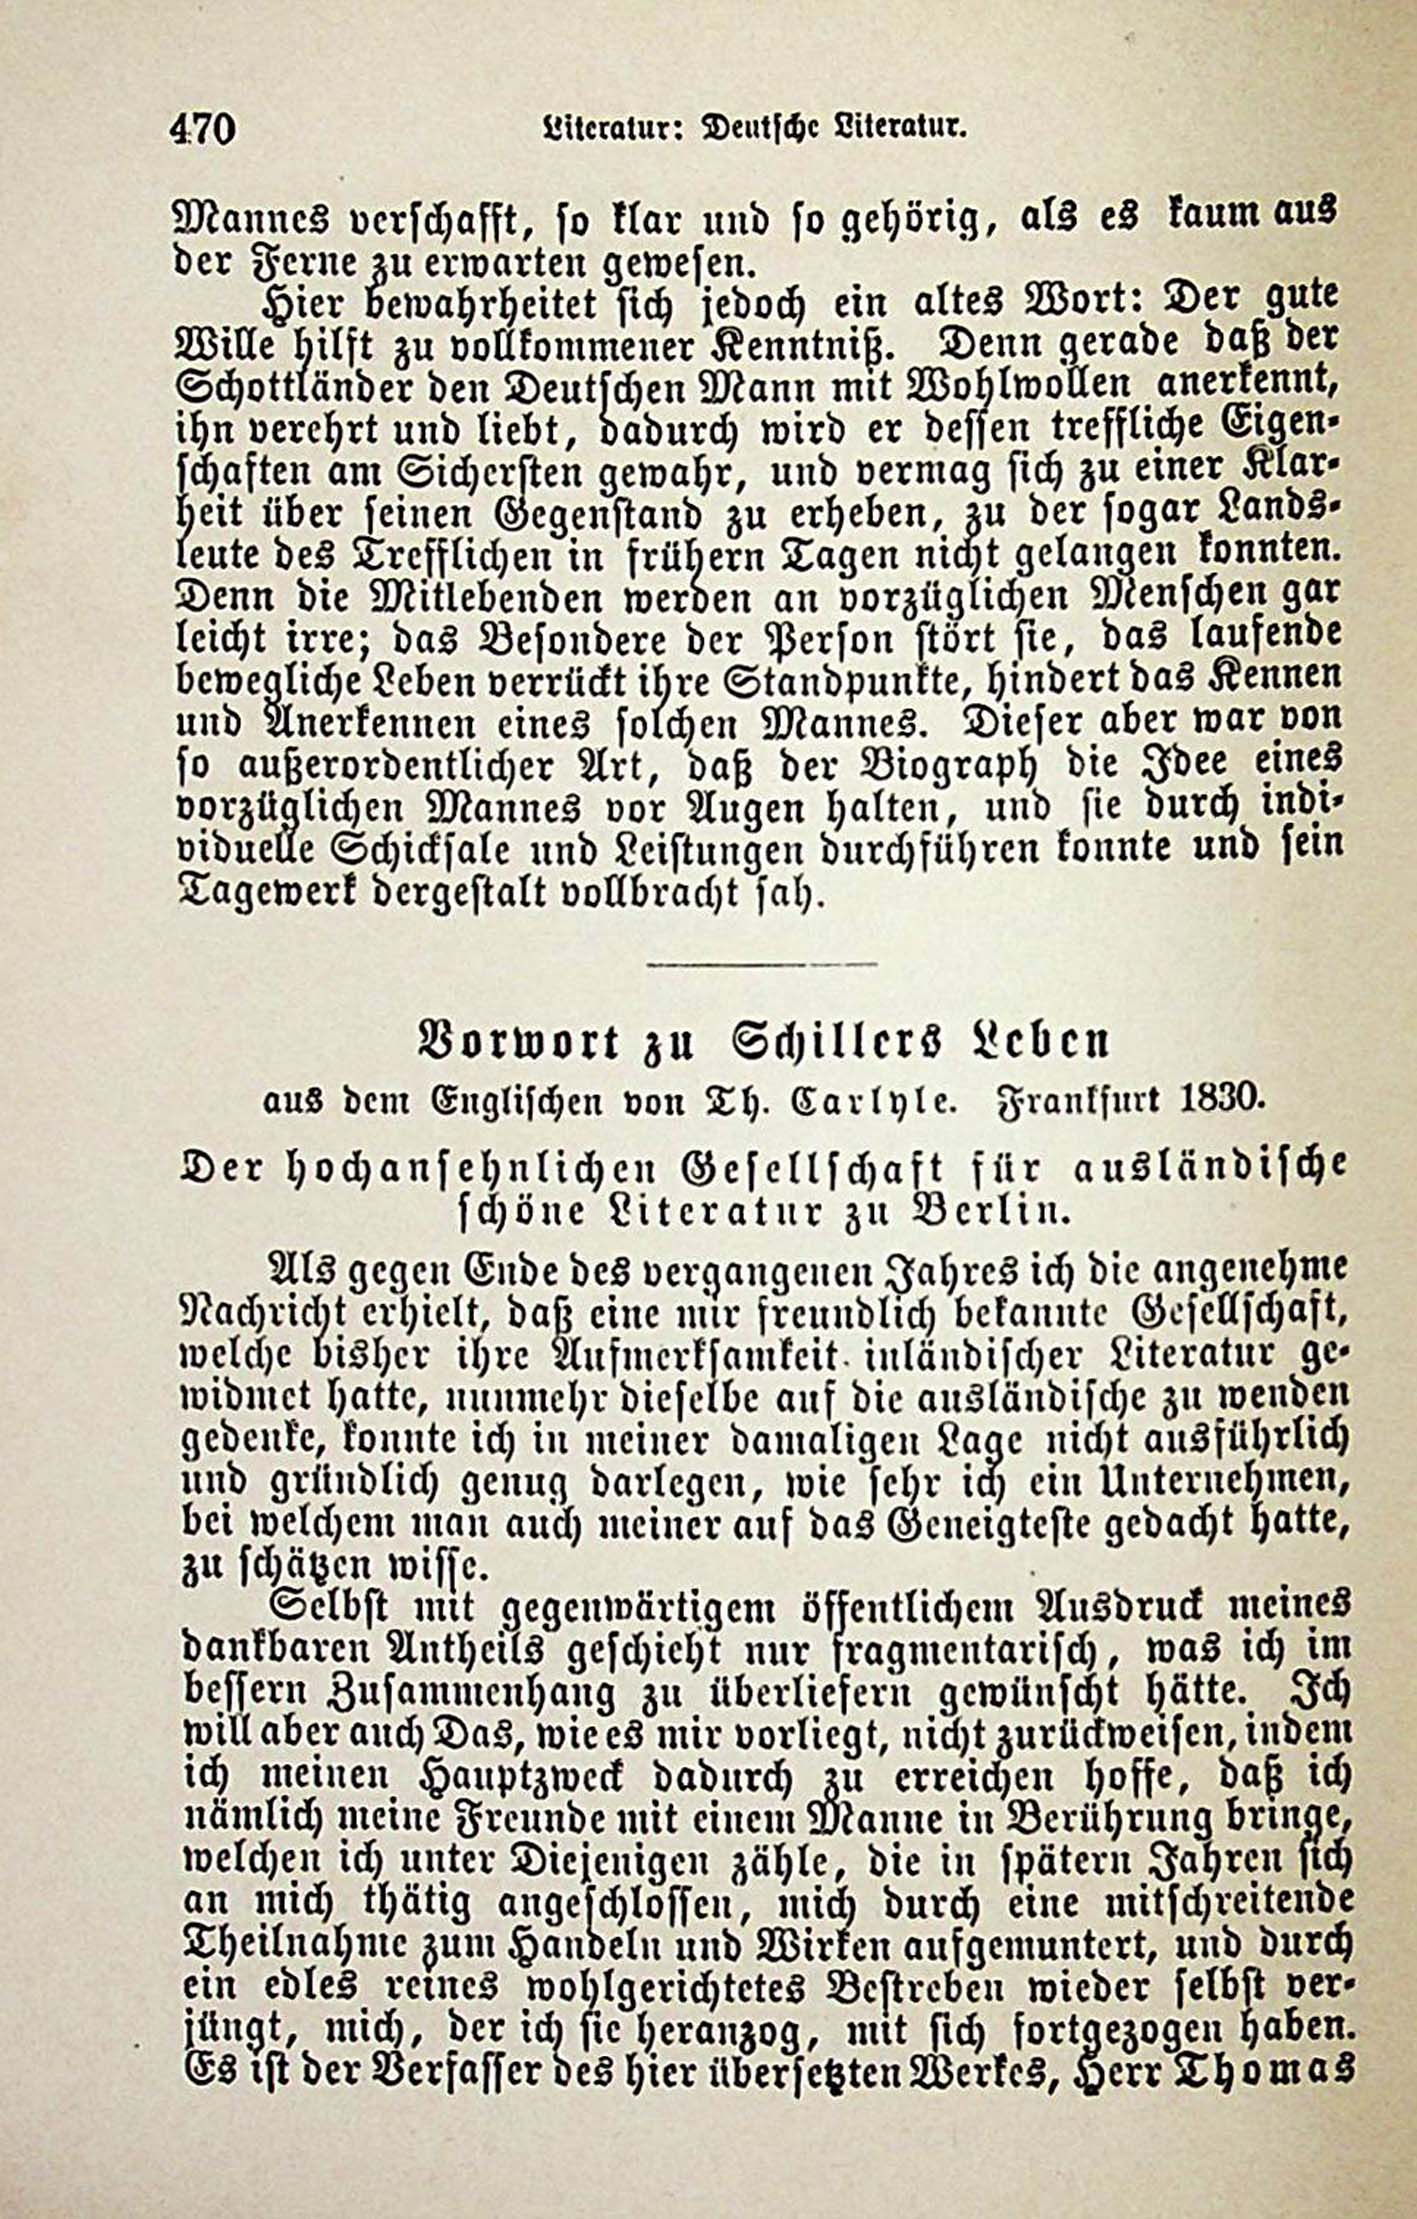 470 Literatur: Deutsche Literatur.
Mannes verschafft, so klar und so gehörig, als es kaum aus
der Ferne zu erwarten gewesen.
Hier bewahrheitet sich jedoch ein altes Wort: Der gute
Wille hilft zu vollkommener Kenntniß. Denn gerade daß der
Schottländer den Deutschen Mann mit Wohlwollen anerkennt,
ihn verehrt und liebt, dadurch wird er dessen treffliche Eigen-
schaften am Sichersten gewahr, und vermag sich zu einer Klar-
heit über seinen Gegenstand zu erheben, zu der sogar Lands-
leute des Trefflichen in frühern Tagen nicht gelangen konnten.
Denn die Mitlebenden werden an vorzüglichen Menschen gar
leicht irre; das Besondere der Person stört sie, das laufende
bewegliche Leben verrückt ihre Standpunkte, hindert das Kennen
und Anerkennen eines solchen Mannes. Dieser aber war von
so außerordentlicher Art, daß der Biograph die Idee eines
vorzüglichen Mannes vor Augen halten, und sie durch indi-
viduelle Schicksale und Leistungen durchführen konnte und sein
Tagewerk dergestalt vollbracht sah.
Vorwort zu Schillers Leben
aus dem Englischen von Th. Carlyle. Frankfurt 1830.
Der hochansehnlichen Gesellschaft für ausländische
schöne Literatur zu Berlin.
Als gegen Ende des vergangenen Jahres ich die angenehme
Nachricht erhielt, daß eine mir freundlich bekannte Gesellschaft,
welche bisher ihre Aufmerksamkeit inländischer Literatur ge-
widmet hatte, nunmehr dieselbe auf die ausländische zu wenden
gedenke, konnte ich in meiner damaligen Lage nicht ausführlich
und gründlich genug darlegen, wie sehr ich ein Unternehmen,
bei welchem man auch meiner auf das Geneigteste gedacht hatte,
zu schätzen wisse.
Selbst mit gegenwärtigem öffentlichem Ausdruck meines
dankbaren Antheils geschieht nur fragmentarisch, was ich im
bessern Zusammenhang zu überliefern gewünscht hätte. Ich
will aber auch Das, wie es mir vorliegt, nicht zurückweisen, indem
ich meinen Hauptzweck dadurch zu erreichen hoffe, daß ich
nämlich meine Freunde mit einem Manne in Berührung bringe,
welchen ich unter Diejenigen zähle, die in spätern Jahren sich
an mich thätig angeschlossen, mich durch eine mitschreitende
Theilnahme zum Handeln und Wirken aufgemuntert, und durch
ein edles reines wohlgerichtetes Bestreben wieder selbst ver-
jüngt, mich, der ich sie heranzog, mit sich fortgezogen haben.
Es ist der Verfasser des hier übersetzten Werkes, Herr Thomas